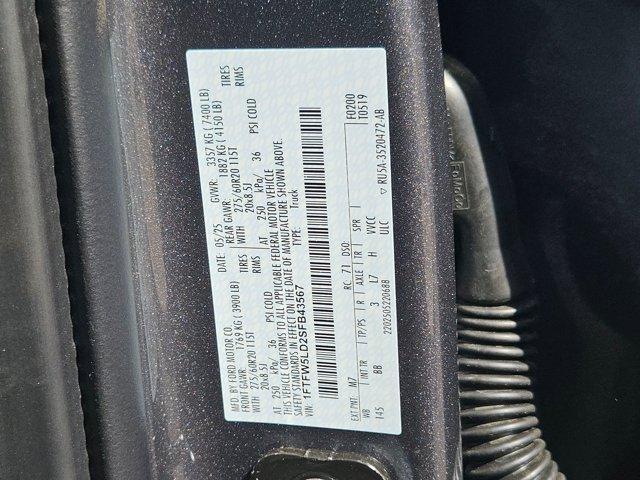 MFD. BY FORD MOTOR CO.
DATE: 05/25 GVWR: 3357 KG ( 7400 LB)
FRONT GAWR: 1769 KG ( 3900 LB) REAR GAWR: 1882 KG ( 4150 LB)
WITH 275/60R20 115T TIRES WITH 275/60R20 115T TIRES
20x8.5J RIMS 20x8.5J RIMS
AT 250 kPa/ 36 PSI COLD AT 250 kPa/ 36 PSI COLD
THIS VEHICLE CONFORMS TO ALL APPLICABLE FEDERAL MOTOR VEHICLE
SAFETY STANDARDS IN EFFECT ON THE DATE OF MANUFACTURE SHOWN ABOVE.
VIN: 1FTFW5LD2SFB43567 TYPE: Truck
F0200
T0519
EXT PNT: M7 RC: 71 DSO:
WB INT TR TP/PS R AXLE TR SPR
145 BB 3 L7 H VVCC
ULC
2202505220688
RU5A-3520472-AB